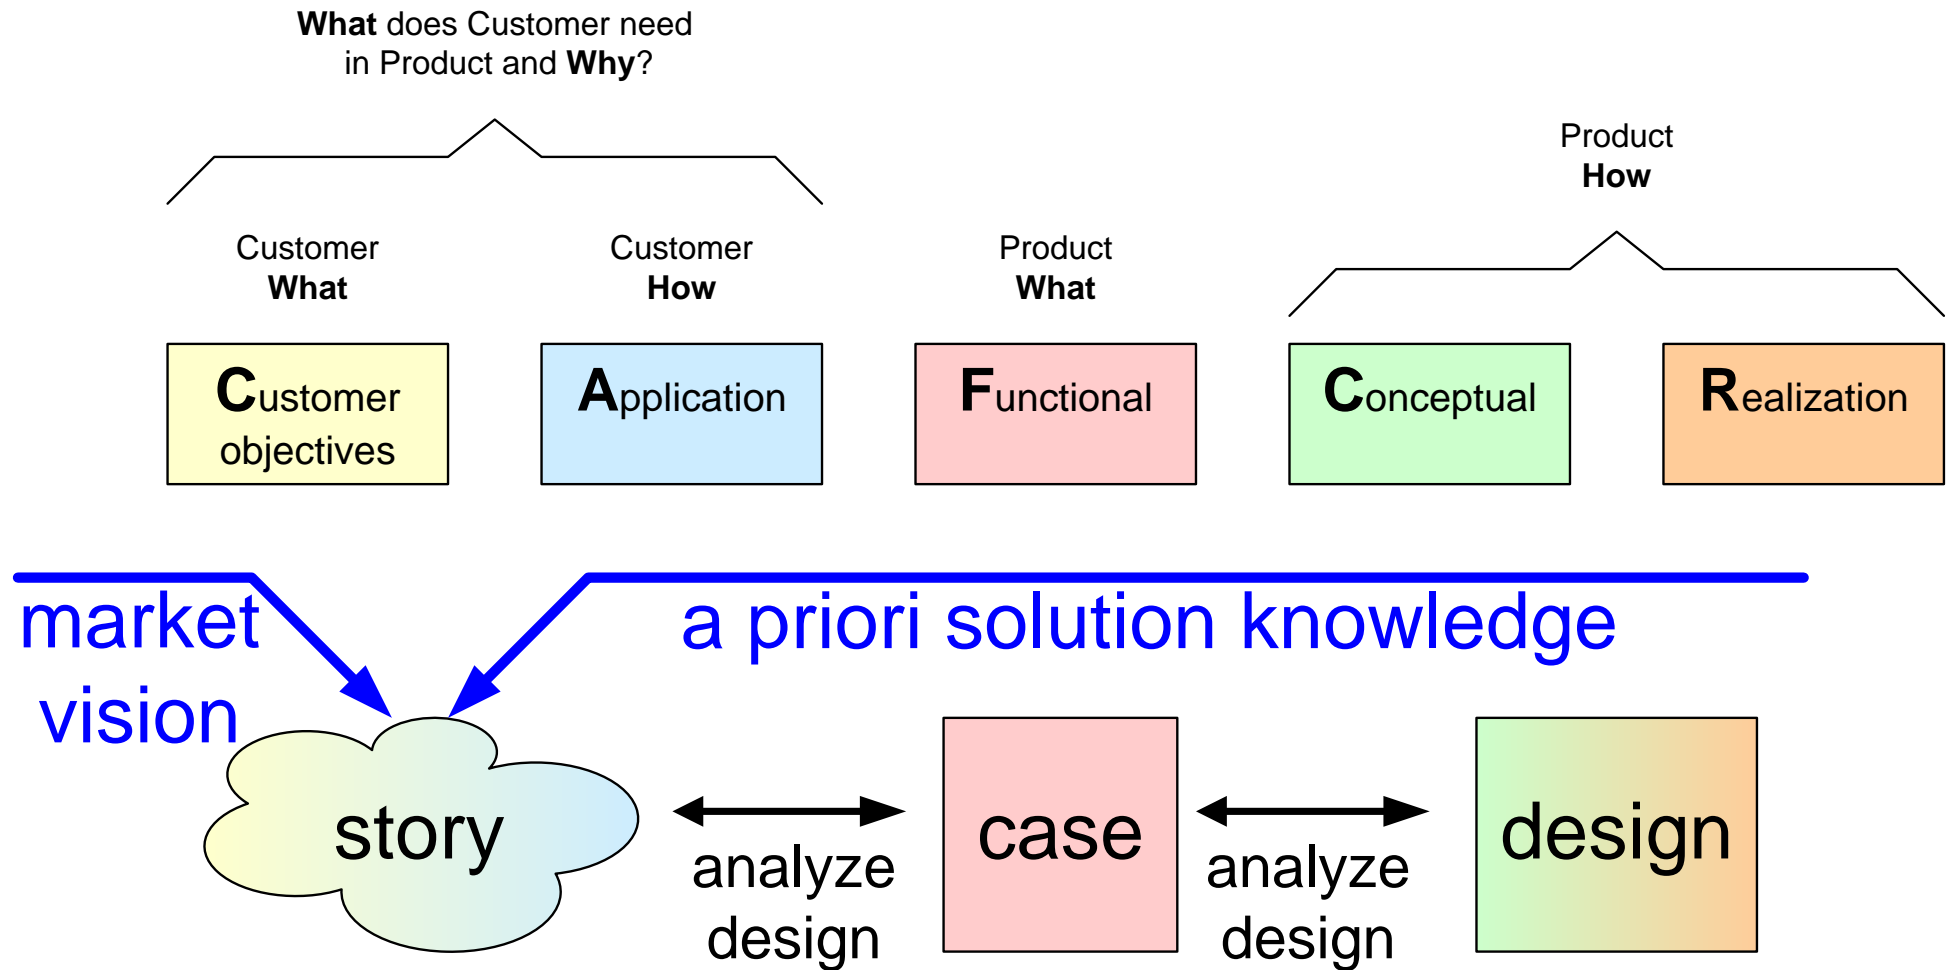 What does Customer need
in Product and Why?
Product
How
Customer
What
Customer
How
Product
What
Customer
objectives
Application
Functional
Conceptual
Realization
market
vision
a priori solution knowledge
story
analyze
design
case
analyze
design
design